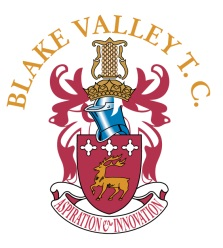 BLAKE VALLEY T. C.
ASPIRATION & INNOVATION